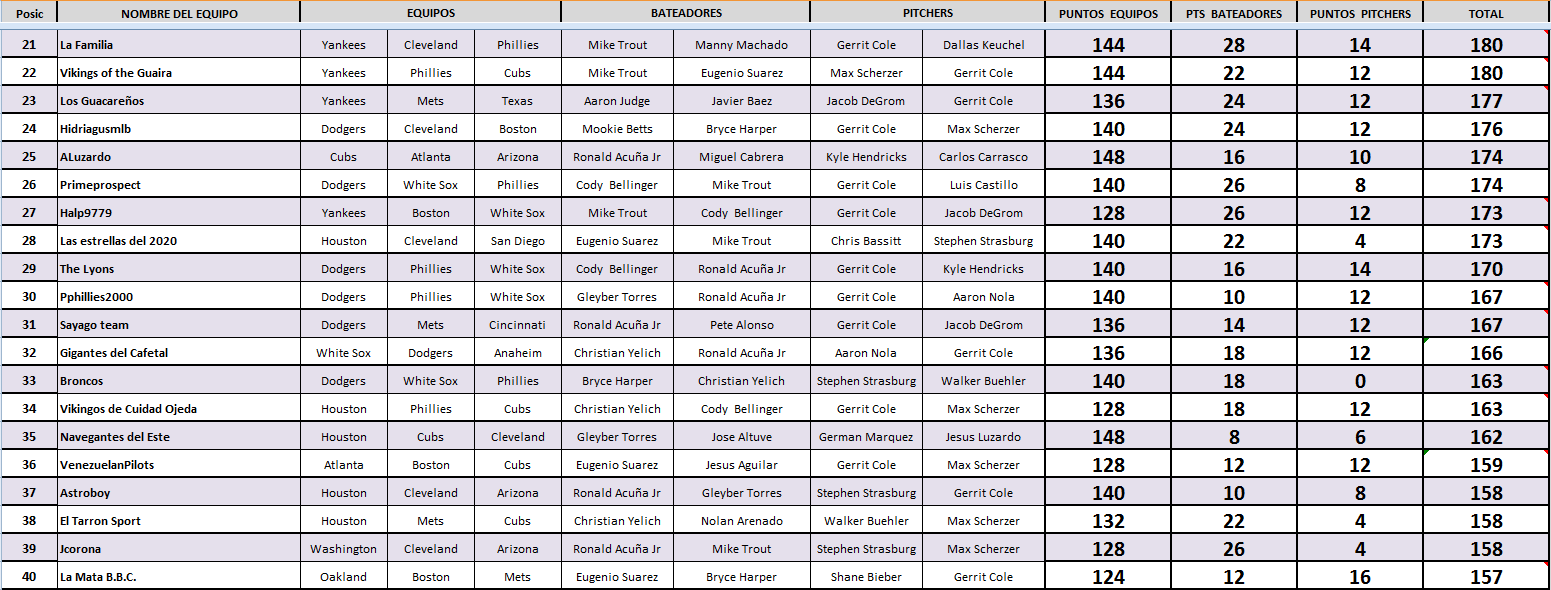 Posic NOMBRE DEL EQUIPO EQUIPOS BATEADORES PITCHERS PUNTOS EQUIPOS PTS BATEADORES PUNTOS PITCHERS TOTAL
21 La Familia Yankees Cleveland Phillies Mike Trout Manny Machado Gerrit Cole Dallas Keuchel 144 28 14 180
22 Vikings of the Guaira Yankees Phillies Cubs Mike Trout Eugenio Suarez Max Scherzer Gerrit Cole 144 22 12 180
23 Los Guacareños Yankees Mets Texas Aaron Judge Javier Baez Jacob DeGrom Gerrit Cole 136 24 12 177
24 Hidriagusmlb Dodgers Cleveland Boston Mookie Betts Bryce Harper Gerrit Cole Max Scherzer 140 24 12 176
25 ALuzardo Cubs Atlanta Arizona Ronald Acuña Jr Miguel Cabrera Kyle Hendricks Carlos Carrasco 148 16 10 174
26 Primeprospect Dodgers White Sox Phillies Cody Bellinger Mike Trout Gerrit Cole Luis Castillo 140 26 8 174
27 Halp9779 Yankees Boston White Sox Mike Trout Cody Bellinger Gerrit Cole Jacob DeGrom 128 26 12 173
28 Las estrellas del 2020 Houston Cleveland San Diego Eugenio Suarez Mike Trout Chris Bassitt Stephen Strasburg 140 22 4 173
29 The Lyons Dodgers Phillies White Sox Cody Bellinger Ronald Acuña Jr Gerrit Cole Kyle Hendricks 140 16 14 170
30 Pphillies2000 Dodgers Phillies White Sox Gleyber Torres Ronald Acuña Jr Gerrit Cole Aaron Nola 140 10 12 167
31 Sayago team Dodgers Mets Cincinnati Ronald Acuña Jr Pete Alonso Gerrit Cole Jacob DeGrom 136 14 12 167
32 Gigantes del Cafetal White Sox Dodgers Anaheim Christian Yelich Ronald Acuña Jr Aaron Nola Gerrit Cole 136 18 12 166
33 Broncos Dodgers White Sox Phillies Bryce Harper Christian Yelich Stephen Strasburg Walker Buehler 140 18 0 163
34 Vikingos de Cuidad Ojeda Houston Phillies Cubs Christian Yelich Cody Bellinger Gerrit Cole Max Scherzer 128 18 12 163
35 Navegantes del Este Houston Cubs Cleveland Gleyber Torres Jose Altuve German Marquez Jesus Luzardo 148 8 6 162
36 VenezuelanPilots Atlanta Boston Cubs Eugenio Suarez Jesus Aguilar Gerrit Cole Max Scherzer 128 12 12 159
37 Astroboy Houston Cleveland Arizona Ronald Acuña Jr Gleyber Torres Stephen Strasburg Gerrit Cole 140 10 8 158
38 El Tarron Sport Houston Mets Cubs Christian Yelich Nolan Arenado Walker Buehler Max Scherzer 132 22 4 158
39 Jcorona Washington Cleveland Arizona Ronald Acuña Jr Mike Trout Stephen Strasburg Max Scherzer 128 26 4 158
40 La Mata B.B.C. Oakland Boston Mets Eugenio Suarez Bryce Harper Shane Bieber Gerrit Cole 124 12 16 157